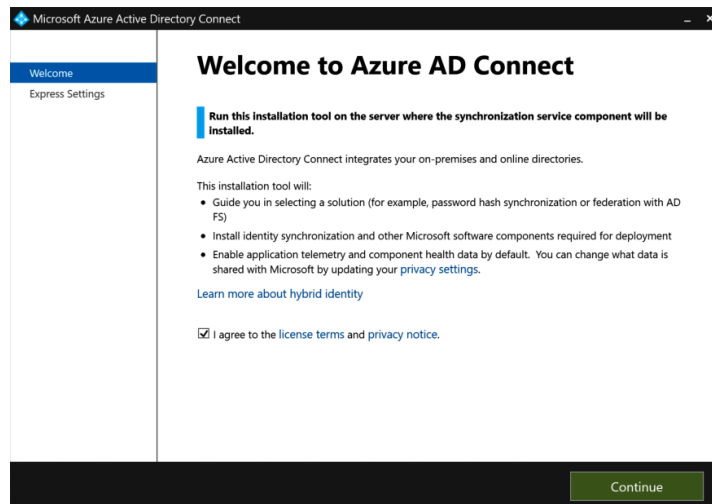 Microsoft Azure Active Directory Connect
Welcome
Express Settings
Welcome to Azure AD Connect
Run this installation tool on the server where the synchronization service component will be
installed.
Azure Active Directory Connect integrates your on-premises and online directories.
This installation tool will:
• Guide you in selecting a solution (for example, password hash synchronization or federation with AD
FS)
• Install identity synchronization and other Microsoft software components required for deployment
• Enable application telemetry and component health data by default. You can change what data is
shared with Microsoft by updating your privacy settings.
Learn more about hybrid identity
I agree to the license terms and privacy notice.
Continue